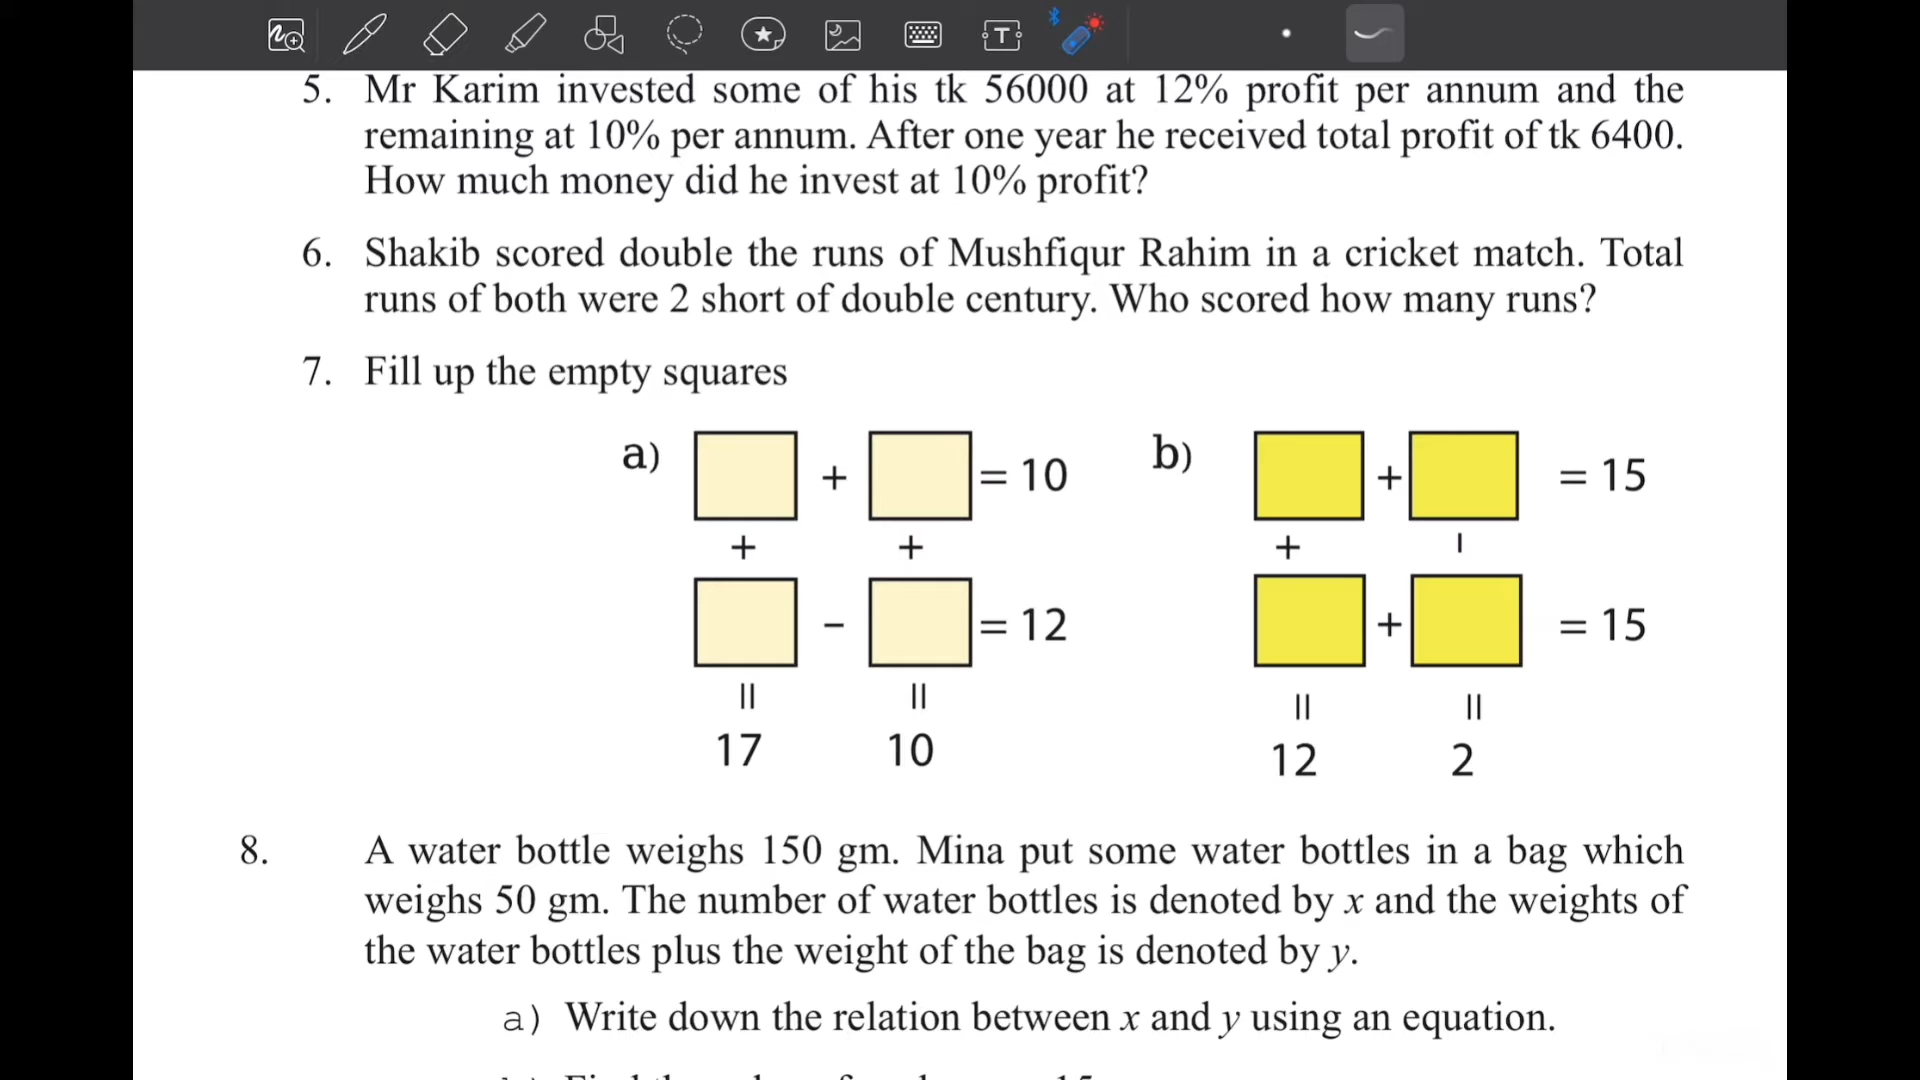 5. Mr Karim invested some of his tk 56000 at 12% profit per annum and the
remaining at 10% per annum. After one year he received total profit of tk 6400.
How much money did he invest at 10% profit?
6. Shakib scored double the runs of Mushfiqur Rahim in a cricket match. Total
runs of both were 2 short of double century. Who scored how many runs?
7. Fill up the empty squares
a) + = 10 b) + = 15
+ + + -
- = 12 + = 15
= = = =
17 10 12 2
8. A water bottle weighs 150 gm. Mina put some water bottles in a bag which
weighs 50 gm. The number of water bottles is denoted by x and the weights of
the water bottles plus the weight of the bag is denoted by y.
a) Write down the relation between x and y using an equation.